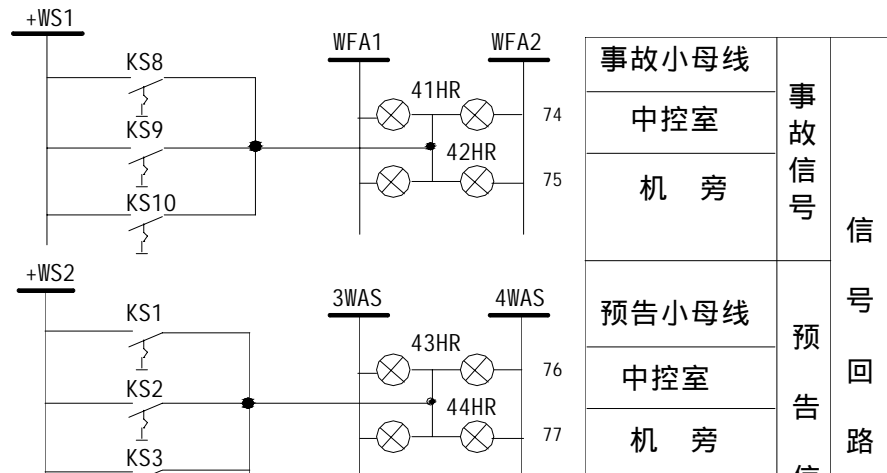 +WS1
KS8
KS9
KS10
WFA1
WFA2
41HR
74
42HR
75
事故小母线
中控室
机 旁
事故信号
+WS2
KS1
KS2
KS3
3WAS
4WAS
43HR
76
44HR
77
预告小母线
中控室
机 旁
预告信
信号回路